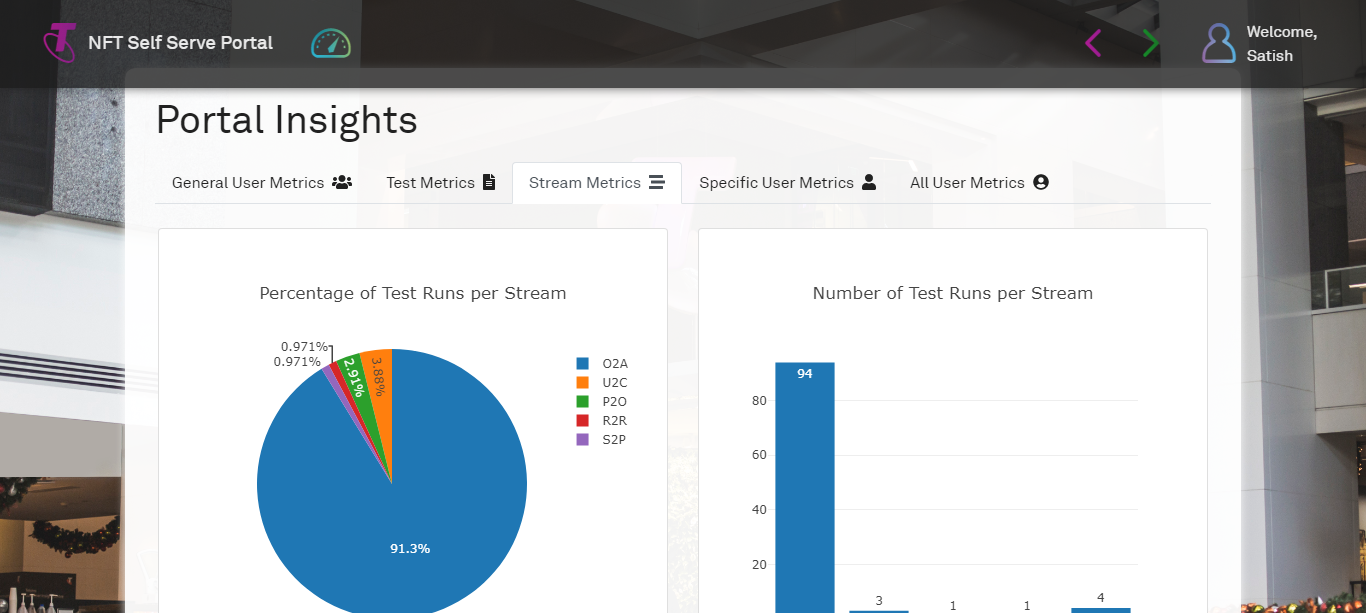 NFT Self Serve Portal
Welcome,
Satish
Portal Insights
General User Metrics
Test Metrics
Stream Metrics
Specific User Metrics
All User Metrics
Percentage of Test Runs per Stream
0.971%
0.971%
2.91%
3.88%
91.3%
O2A
U2C
P2O
R2R
S2P
Number of Test Runs per Stream
80
60
40
20
94
3
1
1
4